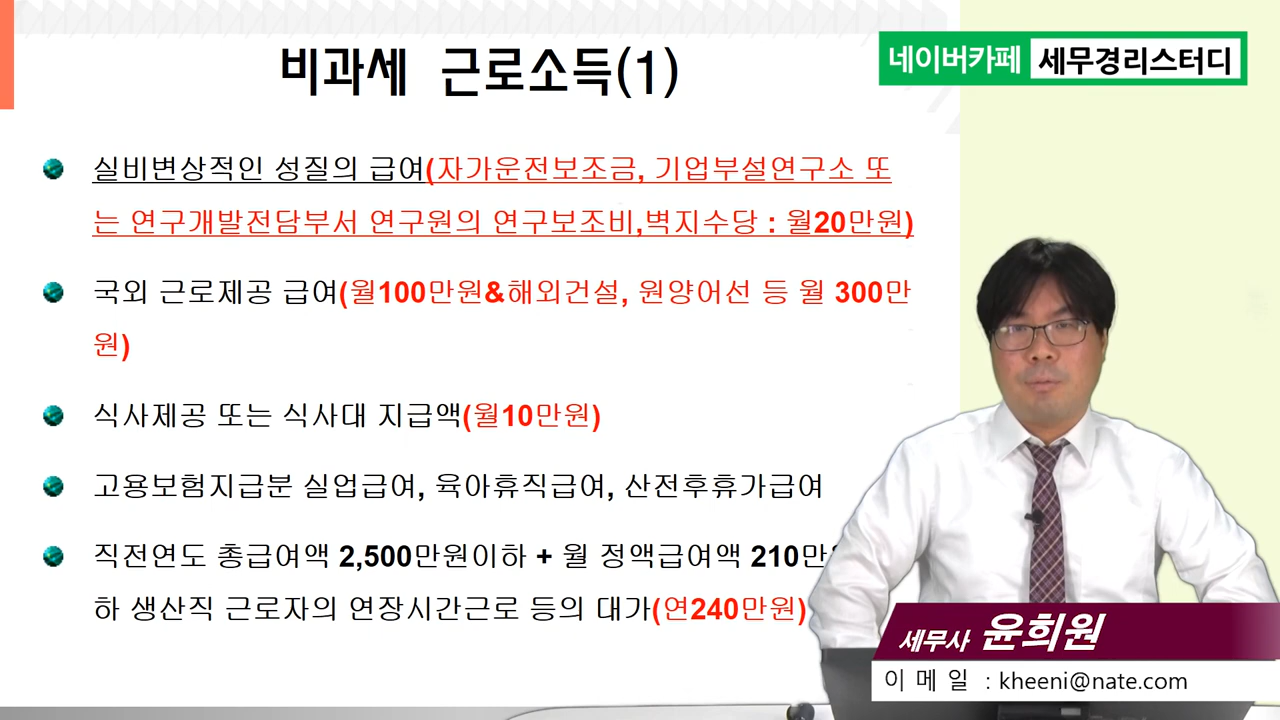 비과세 근로소득(1)
네이버카페 세무경리스터디
실비변상적인 성질의 급여(자가운전보조금, 기업부설연구소 또
는 연구개발전담부서 연구원의 연구보조비,벽지수당 : 월20만원)
국외 근로제공 급여(월100만원&해외건설, 원양어선 등 월 300만
원)
식사제공 또는 식사대 지급액(월10만원)
고용보험지급분 실업급여, 육아휴직급여, 산전후휴가급여
직전연도 총급여액 2,500만원이하 + 월 정액급여액 210만
하 생산직 근로자의 연장시간근로 등의 대가(연240만원)
세무사 윤희원
이 메 일 : kheeni@nate.com